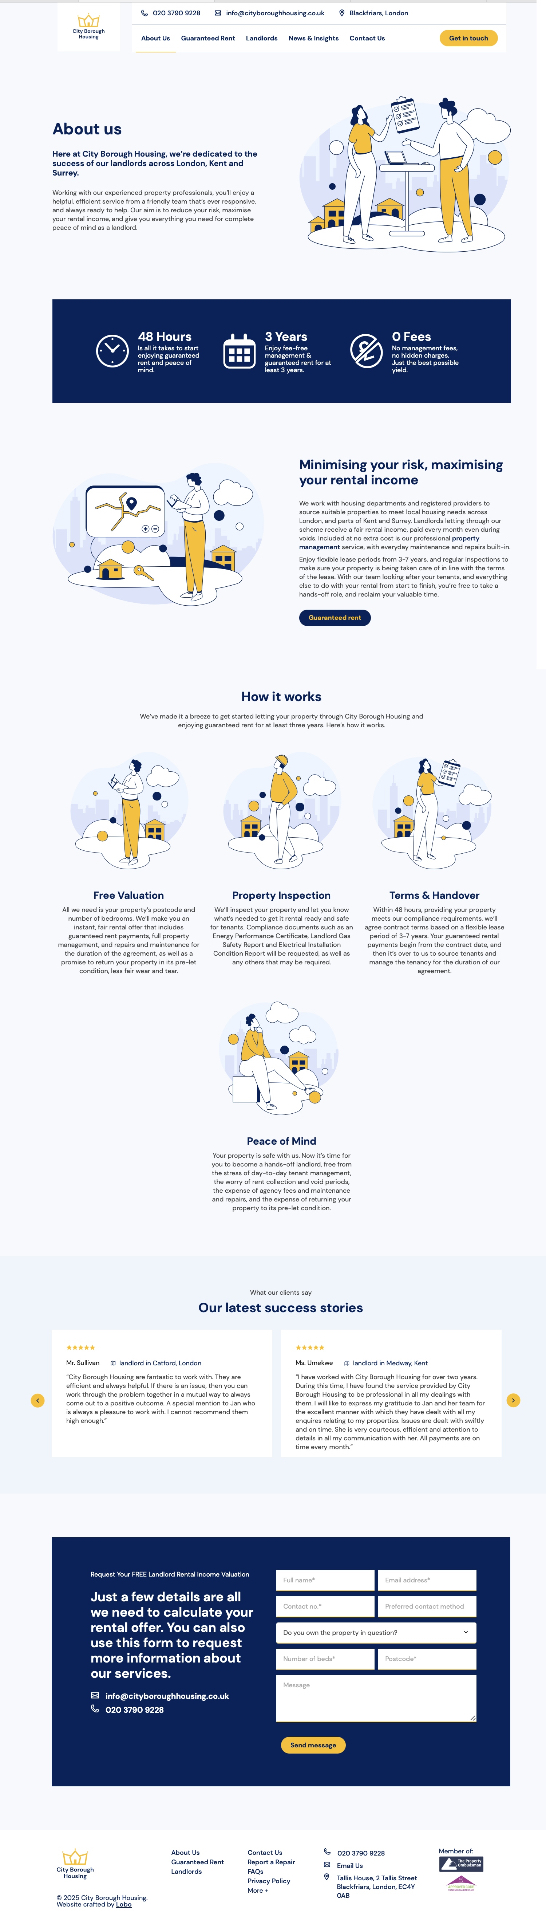 City Borough
Housing
020 3790 9228
info@cityboroughhousing.co.uk
Blackfriars, London
About Us
Guaranteed Rent
Landlords
News & Insights
Contact Us
Get in touch
About us
Here at City Borough Housing, we're dedicated to the
success of our landlords across London, Kent and
Surrey.
Working with our experienced property professionals, you'll enjoy a
helpful, efficient service from a friendly team that's ever responsive,
and always ready to help. Our aim is to reduce your risk, maximise
your rental income, and give you everything you need for complete
peace of mind as a landlord.
48 Hours
Is all it takes to start
enjoying guaranteed
rent and peace of
mind.
3 Years
Enjoy fee-free
management &
guaranteed rent for at
least 3 years.
0 Fees
No management fees,
no hidden charges.
Just the best possible
yield.
Minimising your risk, maximising
your rental income
We work with housing departments and registered providers to
source suitable properties to meet local housing needs across
London, and parts of Kent and Surrey. Landlords letting through our
scheme receive a fair rental income, paid every month even during
voids. Included at no extra cost is our professional property
management service, with everyday maintenance and repairs built-in.
Enjoy flexible lease periods from 3-7 years, and regular inspections to
make sure your property is being taken care of in line with the terms
of the lease. With our team looking after your tenants, and everything
else to do with your rental from start to finish, you're free to take a
hands-off role, and reclaim your valuable time.
Guaranteed rent
How it works
We've made it a breeze to get started letting your property through City Borough Housing and
enjoying guaranteed rent for at least three years. Here's how it works.
Free Valuation
All we need is your property's postcode and
number of bedrooms. We'll make you an
instant, fair rental offer that includes
guaranteed rent payments, full property
management, and repairs and maintenance for
the duration of the agreement, as well as a
promise to return your property in its pre-let
condition, less fair wear and tear.
Property Inspection
We'll inspect your property and let you know
what's needed to get it rental ready and safe
for tenants. Compliance documents such as an
Energy Performance Certificate, Landlord Gas
Safety Report and Electrical Installation
Condition Report will be requested, as well as
any others that may be required.
Terms & Handover
Within 48 hours, providing your property
meets our compliance requirements, we'll
agree contract terms based on a flexible lease
period of 3-7 years. Your guaranteed rental
payments begin from the contract date, and
then it's over to us to source tenants and
manage the tenancy for the duration of our
agreement.
Peace of Mind
Your property is safe with us. Now it's time for
you to become a hands-off landlord, free from
the stress of day-to-day tenant management,
the worry of rent collection and void periods,
the expense of agency fees and maintenance
and repairs, and the expense of returning your
property to its pre-let condition.
What our clients say
Our latest success stories
Mr. Sullivan
landlord in Catford, London
"City Borough Housing are fantastic to work with. They are
efficient and always helpful. If there is an issue, then you can
work through the problem together in a mutual way to always
come out to a positive outcome. A special mention to Jan who
is always a pleasure to work with. I cannot recommend them
high enough."
Ms. Umekwe
landlord in Medway, Kent
"I have worked with City Borough Housing for over two years.
During this time, I have found the service provided by City
Borough Housing to be professional in all my dealings with
them. I will like to express my gratitude to Jan and her team for
the excellent manner with which they have dealt with all my
enquires relating to my properties. Issues are dealt with swiftly
and on time. She is very courteous, efficient and attention to
details in all my communication with her. All payments are on
time every month."
Request Your FREE Landlord Rental Income Valuation
Just a few details are all
we need to calculate your
rental offer. You can also
use this form to request
more information about
our services.
info@cityboroughhousing.co.uk
020 3790 9228
Full name*
Email address*
Contact no.*
Preferred contact method
Do you own the property in question?
Number of beds*
Postcode*
Message
Send message
City Borough
Housing
© 2025 City Borough Housing.
Website crafted by Lobo
About Us
Guaranteed Rent
Landlords
Contact Us
Report a Repair
FAQs
Privacy Policy
More +
020 3790 9228
Email Us
Tallis House, 2 Tallis Street
Blackfriars, London, EC4Y
0AB
Member of:
The Property
Ombudsman